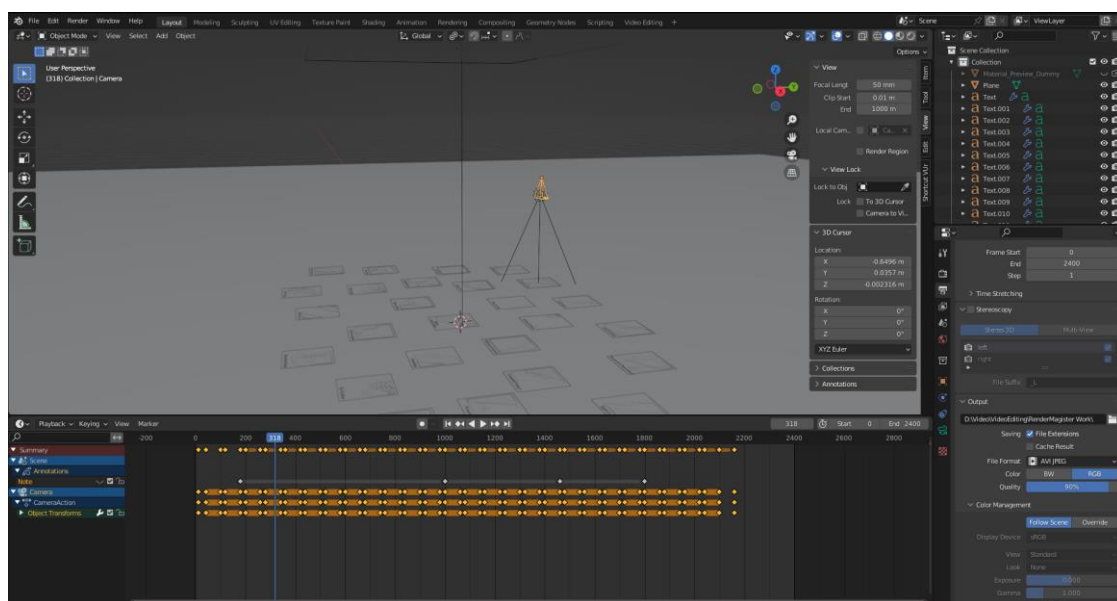 File Edit Render Window Help Layout Modeling Sculpting UV Editing Texture Paint Shading Animation Rendering Compositing Geometry Nodes Scripting Video Editing + Scene ViewLayer
Object Mode View Select Add Object Global
Options
User Perspective
(318) Collection | Camera
View
Focal Lengt 50 mm
Clip Start 0.01 m
End 1000 m
Local Cam.. Ca..
Render Region
View Lock
Lock to Obj
Lock To 3D Cursor
Camera to Vi...
3D Cursor
Location:
X -0.6496 m
Y 0.0357 m
Z -0.002316 m
Rotation:
X 0°
Y 0°
Z 0°
XYZ Euler
Collections
Annotations
Item
Tool
View
Edit
Shortcut VUr
Scene Collection
Collection
Material_Preview_Dummy
Plane
Text
Text.001
Text.002
Text.003
Text.004
Text.005
Text.006
Text.007
Text.008
Text.009
Text.010
Frame Start 0
End 2400
Step 1
Time Stretching
Stereoscopy
Stereo 3D Multi-View
left
right
File Suffix _L
Output
D:\Video\VideoEditing\RenderMagister Work\
Saving File Extensions
Cache Result
File Format AVI JPEG
Color BW RGB
Quality 90%
Color Management
Follow Scene Override
Display Device sRGB
View Standard
Look None
Exposure 0.000
Gamma 1.000
Playback Keying View Marker 318 Start 0 End 2400
-200 0 200 318 400 600 800 1000 1200 1400 1600 1800 2000 2200 2400 2600 2800
Summary
Scene
Annotations
Note
Camera
CameraAction
Object Transforms